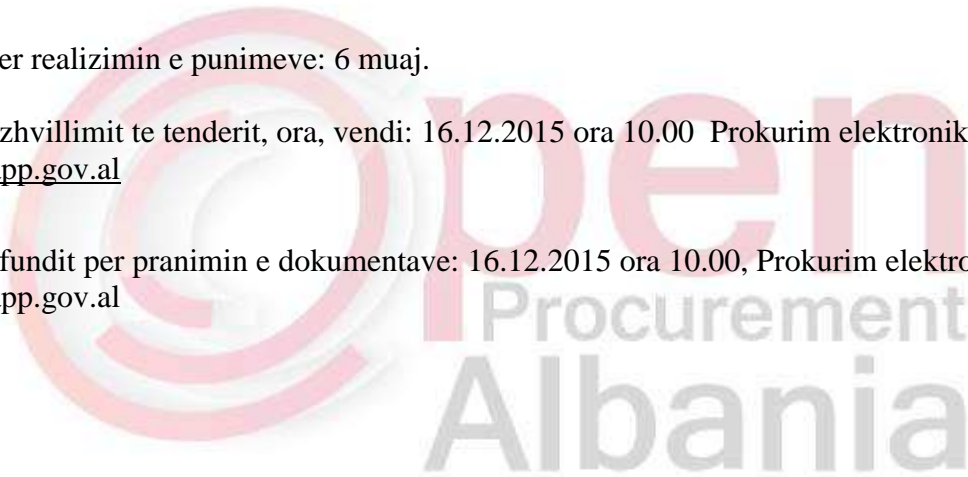 er realizimin e punimeve: 6 muaj.
zhvillimit te tenderit, ora, vendi: 16.12.2015 ora 10.00 Prokurim elektronik
pp.gov.al
fundit per pranimin e dokumentave: 16.12.2015 ora 10.00, Prokurim elektro
pp.gov.al
Open
Procurement
Albania